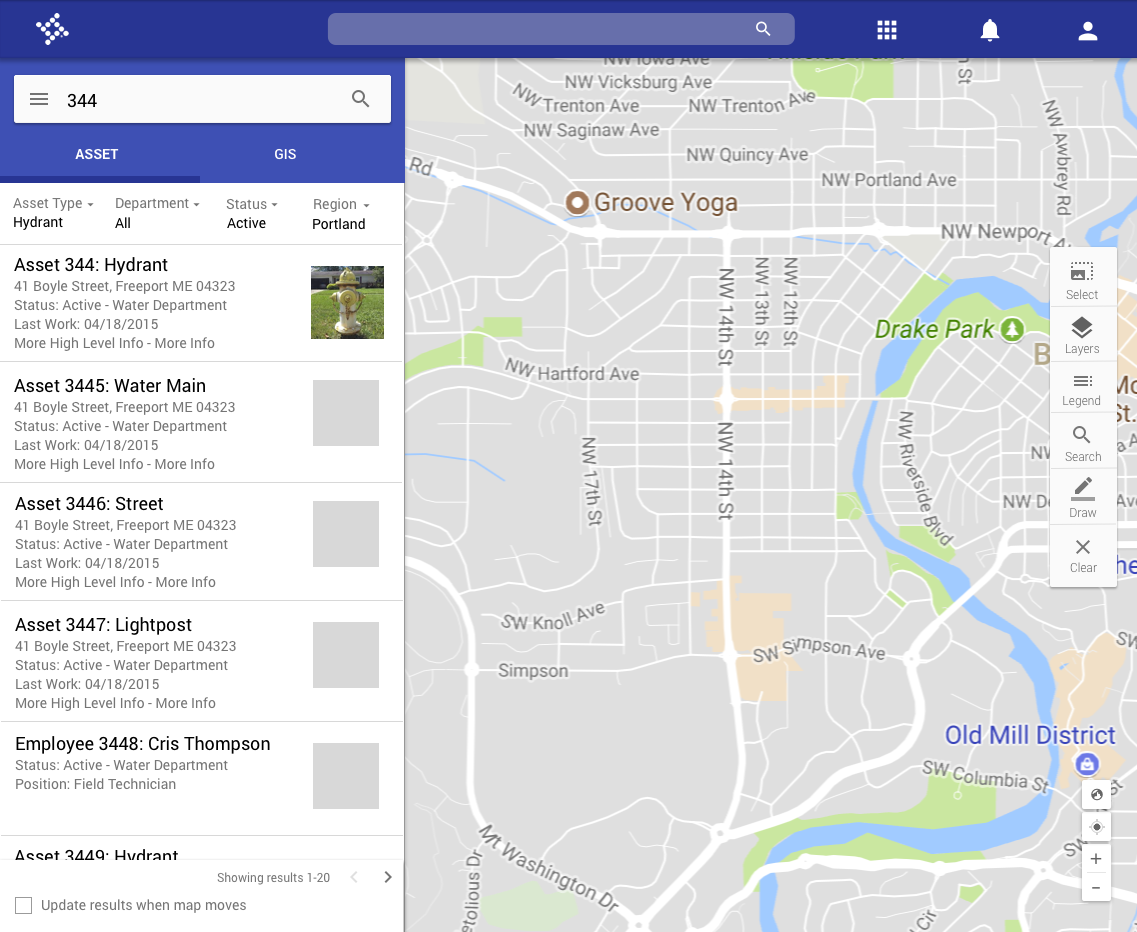 344
ASSET
GIS
Asset Type
Hydrant
Department
All
Status
Active
Region
Portland
Asset 344: Hydrant
41 Boyle Street, Freeport ME 04323
Status: Active - Water Department
Last Work: 04/18/2015
More High Level Info - More Info
Asset 3445: Water Main
41 Boyle Street, Freeport ME 04323
Status: Active - Water Department
Last Work: 04/18/2015
More High Level Info - More Info
Asset 3446: Street
41 Boyle Street, Freeport ME 04323
Status: Active - Water Department
Last Work: 04/18/2015
More High Level Info - More Info
Asset 3447: Lightpost
41 Boyle Street, Freeport ME 04323
Status: Active - Water Department
Last Work: 04/18/2015
More High Level Info - More Info
Employee 3448: Cris Thompson
Status: Active - Water Department
Position: Field Technician
Asset 3449: Hydrant
Showing results 1-20
Update results when map moves
NW Iowa Ave
NW Vicksburg Ave
NW Trenton Ave
NW Trenton Ave
NW Saginaw Ave
NW Quincy Ave
NW Portland Ave
NW Awbrey Rd
St
Rd
Groove Yoga
NW Newport
NW 14th St
NW 13th St
NW 12th St
Drake Park
NW Hartford Ave
NW 14th St
NW 17th St
NW Riverside Blvd
SW Knoll Ave
Simpson
SW Simpson Ave
Old Mill District
SW Columbia St
Mt Washington Dr
Cir
Select
Layers
Legend
Search
Draw
Clear
+
−